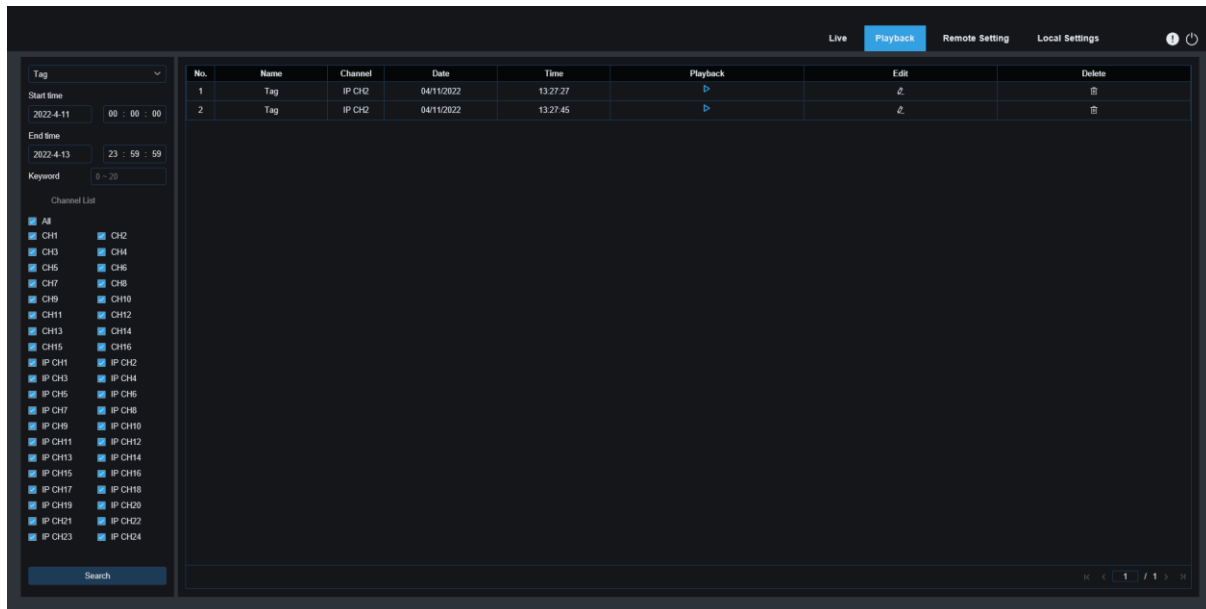 Live Playback Remote Setting Local Settings
Tag
Start time
2022-4-11 00 : 00 : 00
End time
2022-4-13 23 : 59 : 59
Keyword 0 ~ 20
Channel List
All
CH1 CH2
CH3 CH4
CH5 CH6
CH7 CH8
CH9 CH10
CH11 CH12
CH13 CH14
CH15 CH16
IP CH1 IP CH2
IP CH3 IP CH4
IP CH5 IP CH6
IP CH7 IP CH8
IP CH9 IP CH10
IP CH11 IP CH12
IP CH13 IP CH14
IP CH15 IP CH16
IP CH17 IP CH18
IP CH19 IP CH20
IP CH21 IP CH22
IP CH23 IP CH24
Search
No. Name Channel Date Time Playback Edit Delete
1 Tag IP CH2 04/11/2022 13:27:27
2 Tag IP CH2 04/11/2022 13:27:45
1 / 1